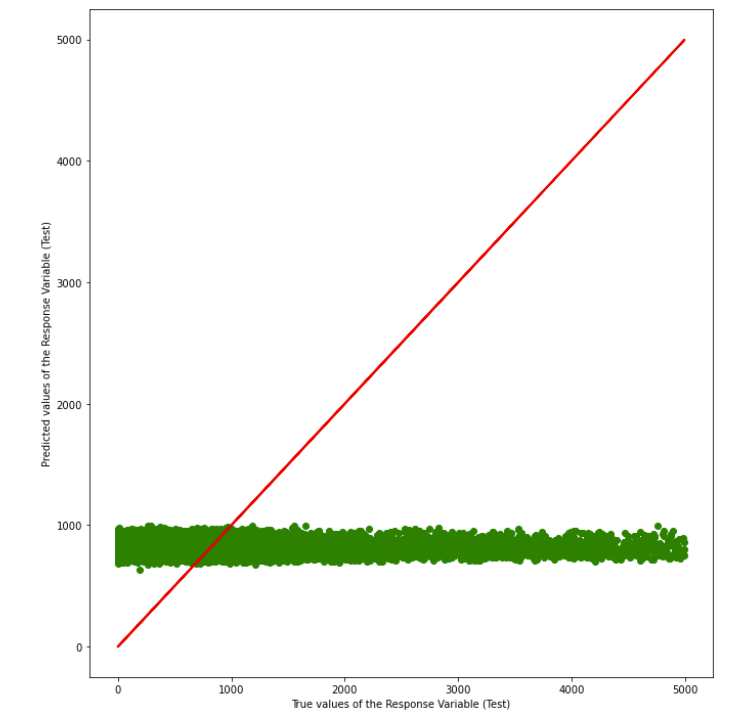 5000
4000
3000
2000
1000
0
Predicted values of the Response Variable (Test)
0 1000 2000 3000 4000 5000
True values of the Response Variable (Test)